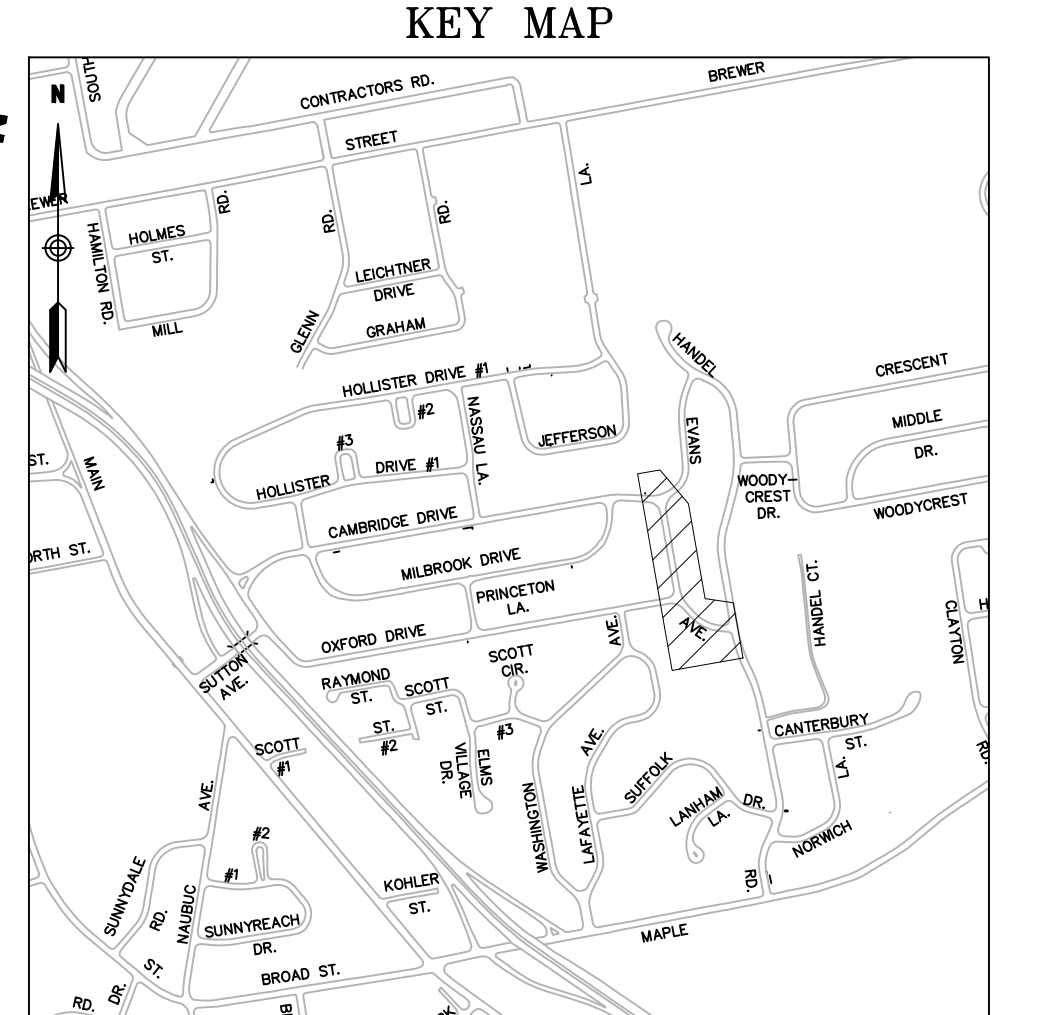 KEY MAP
SOUTH
N
CONTRACTORS RD.
BREWER
STREET
LA.
EWER
RD.
RD.
RD.
HAMILTON RD.
HOLMES
ST.
MILL
LEICHTNER
DRIVE
GLENN
GRAHAM
HANDEL
CRESCENT
HOLLISTER DRIVE #1
#2
NASSAU LA.
MIDDLE
DR.
#3
JEFFERSON
EVANS
ST.
MAIN
DRIVE #1
HOLLISTER
WOODY-
CREST
DR.
WOODYCREST
CAMBRIDGE DRIVE
ORTH ST.
MILBROOK DRIVE
PRINCETON
LA.
HANDEL CT.
CLAYTON
H
OXFORD DRIVE
AVE.
AVE.
SUTTON
AVE.
SCOTT
CIR.
RAYMOND
ST.
SCOTT
ST.
ST.
#2
#3
CANTERBURY
ST.
RD.
SCOTT
#1
VILLAGE
DR.
ELMS
AVE.
LA.
AVE.
SUFFOLK
LANHAM
LA.
DR.
WASHINGTON
LAFAYETTE
NORWICH
#2
#1
SUNNYDALE
RD.
NAUBUC
KOHLER
ST.
RD.
SUNNYREACH
DR.
MAPLE
ST.
BROAD ST.
RD.
DR.